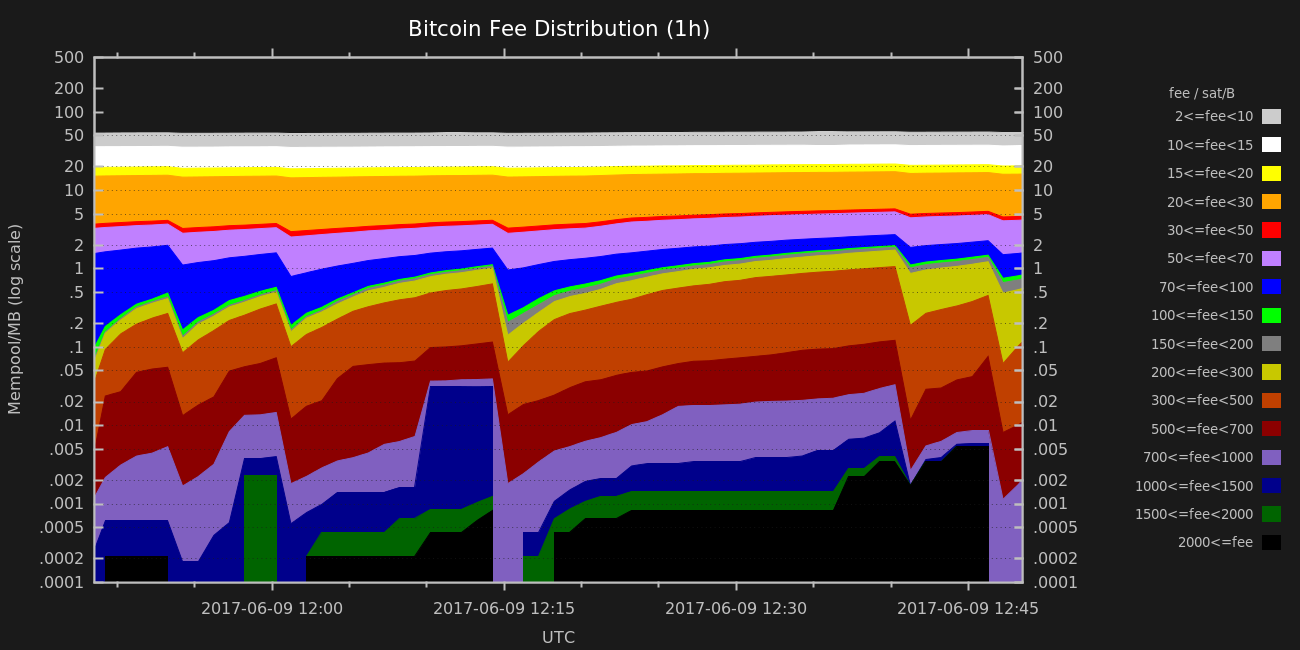 Bitcoin Fee Distribution (1h)
500
200
100
50
20
10
5
2
1
.5
.2
.1
.05
.02
.01
.005
.002
.001
.0005
.0002
.0001
Mempool/MB (log scale)
500
200
100
50
20
10
5
2
1
.5
.2
.1
.05
.02
.01
.005
.002
.001
.0005
.0002
.0001
2017-06-09 12:00
2017-06-09 12:15
2017-06-09 12:30
2017-06-09 12:45
UTC
fee / sat/B
2<=fee<10
10<=fee<15
15<=fee<20
20<=fee<30
30<=fee<50
50<=fee<70
70<=fee<100
100<=fee<150
150<=fee<200
200<=fee<300
300<=fee<500
500<=fee<700
700<=fee<1000
1000<=fee<1500
1500<=fee<2000
2000<=fee